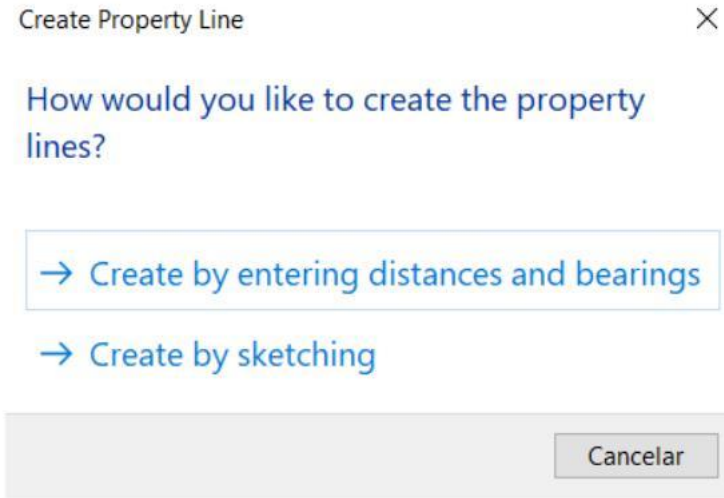 Create Property Line
How would you like to create the property
lines?
→ Create by entering distances and bearings
→ Create by sketching
Cancelar